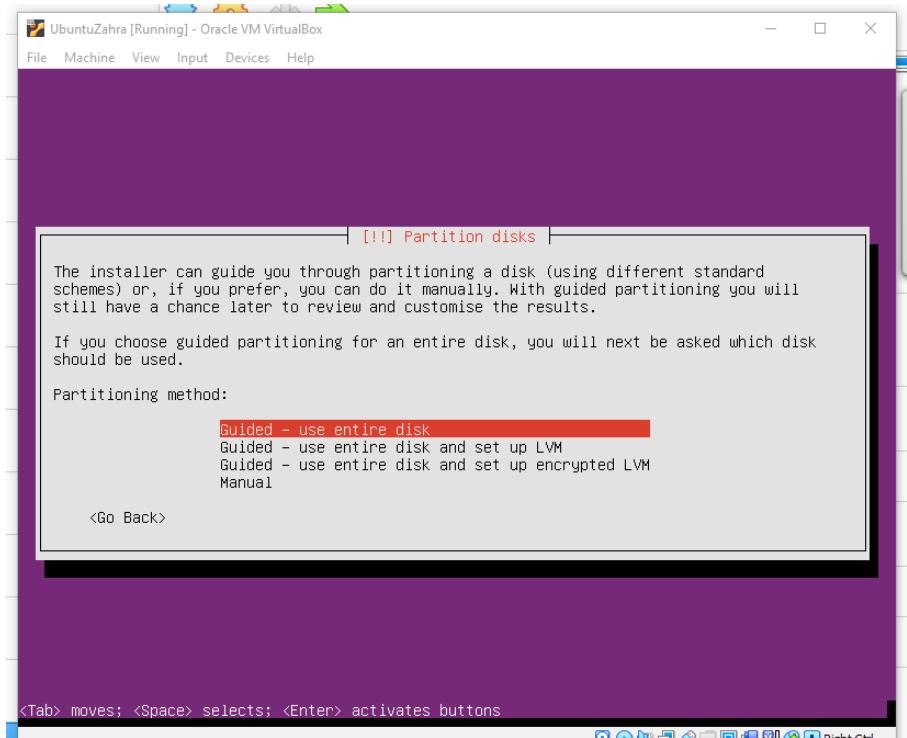 UbuntuZahra [Running] - Oracle VM VirtualBox
File Machine View Input Devices Help
[!!] Partition disks
The installer can guide you through partitioning a disk (using different standard
schemes) or, if you prefer, you can do it manually. With guided partitioning you will
still have a chance later to review and customise the results.
If you choose guided partitioning for an entire disk, you will next be asked which disk
should be used.
Partitioning method:
Guided - use entire disk
Guided - use entire disk and set up LVM
Guided - use entire disk and set up encrypted LVM
Manual
<Go Back>
<Tab> moves; <Space> selects; <Enter> activates buttons
Right Ctrl